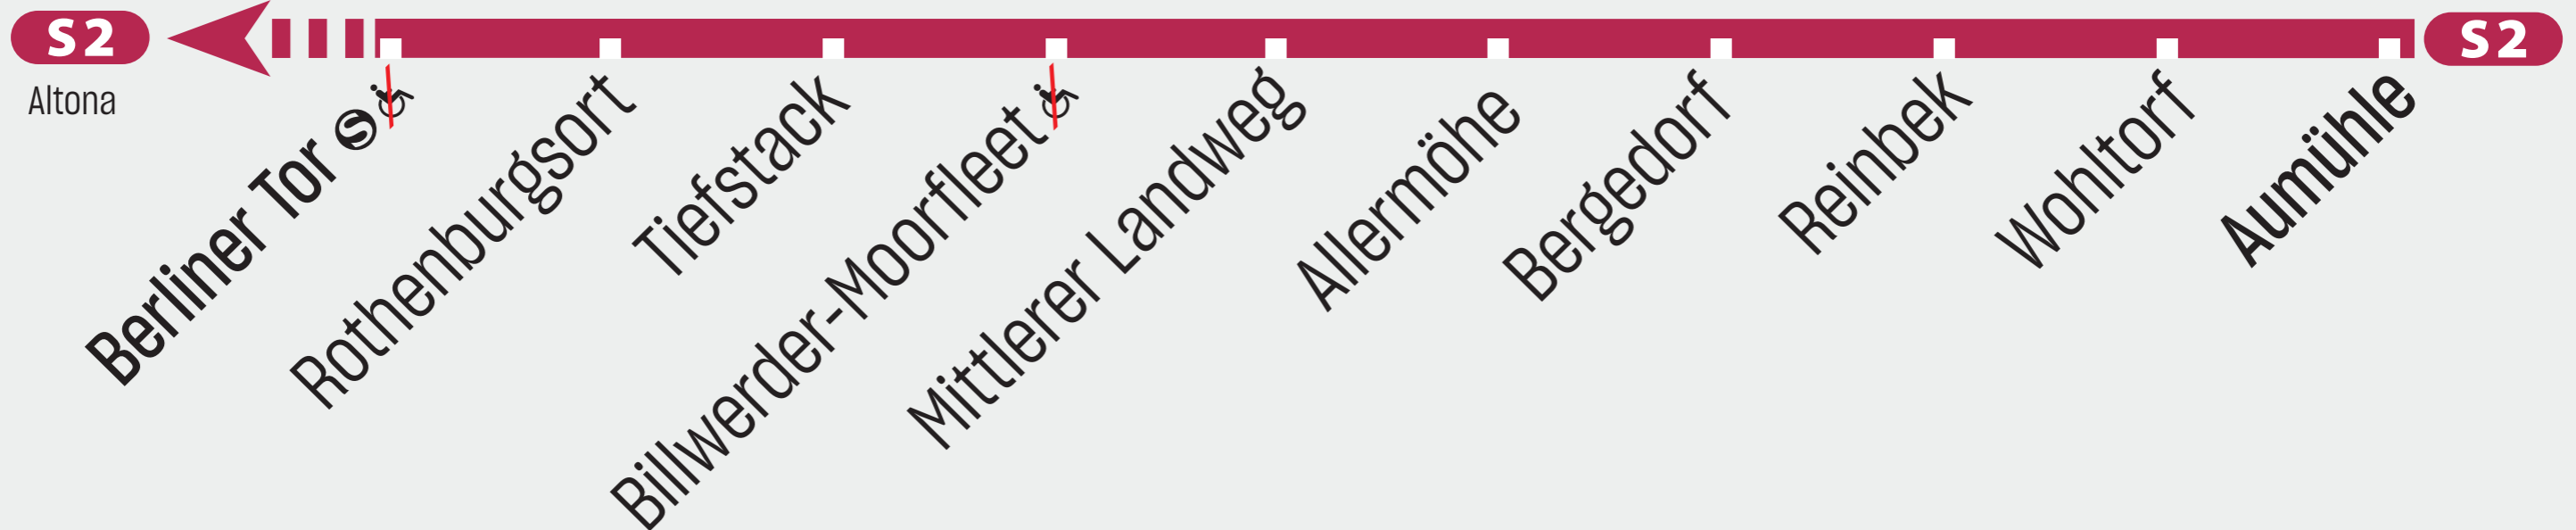 S2
Altona
Berliner Tor S
Rothenburgsort
Tiefstack
Billwerder-Moorfleet
Mittlerer Landweg
Allermöhe
Bergedorf
Reinbek
Wohltorf
Aumühle
S2